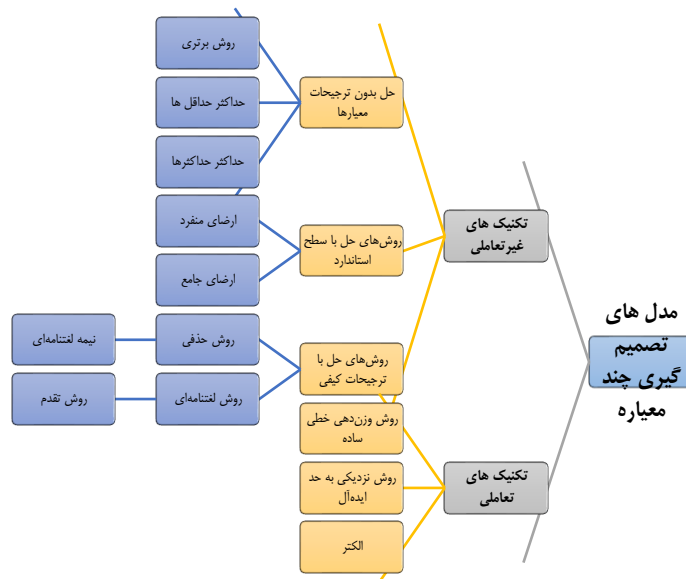 مدل های
تصمیم
گیری چند
معیاره
تکنیک های
غیرتعاملی
حل بدون ترجیحات
معیارها
روش برتری
حداکثر حداقل ها
حداکثر حداکثرها
روش‌های حل با سطح
استاندارد
ارضای منفرد
ارضای جامع
روش‌های حل با
ترجیحات کیفی
روش حذفی
نیمه لغتنامه‌ای
روش لغتنامه‌ای
روش تقدم
تکنیک های
تعاملی
روش وزن‌دهی خطی
ساده
روش نزدیکی به حد
ایده‌آل
الکتر